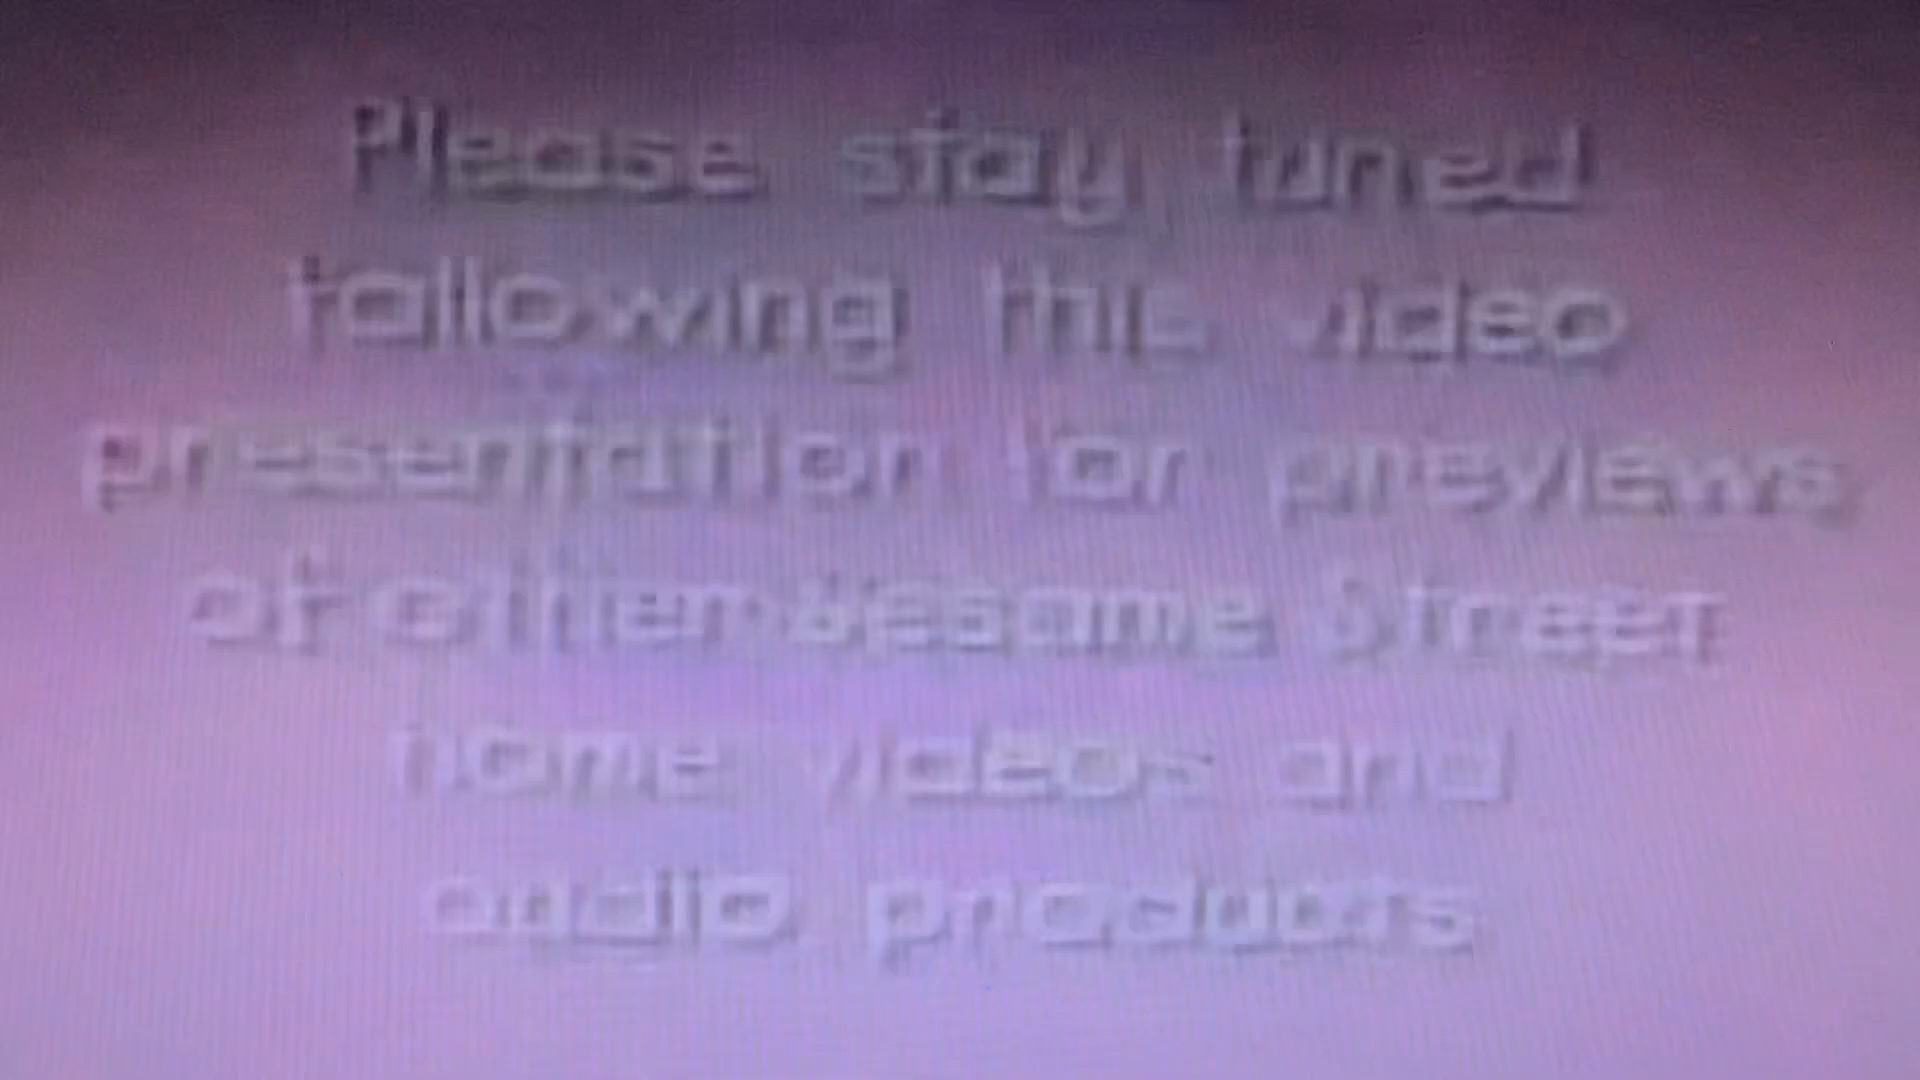 Please stay tuned
following this video
presentation for previews
of other Sesame Street
home videos and
audio products